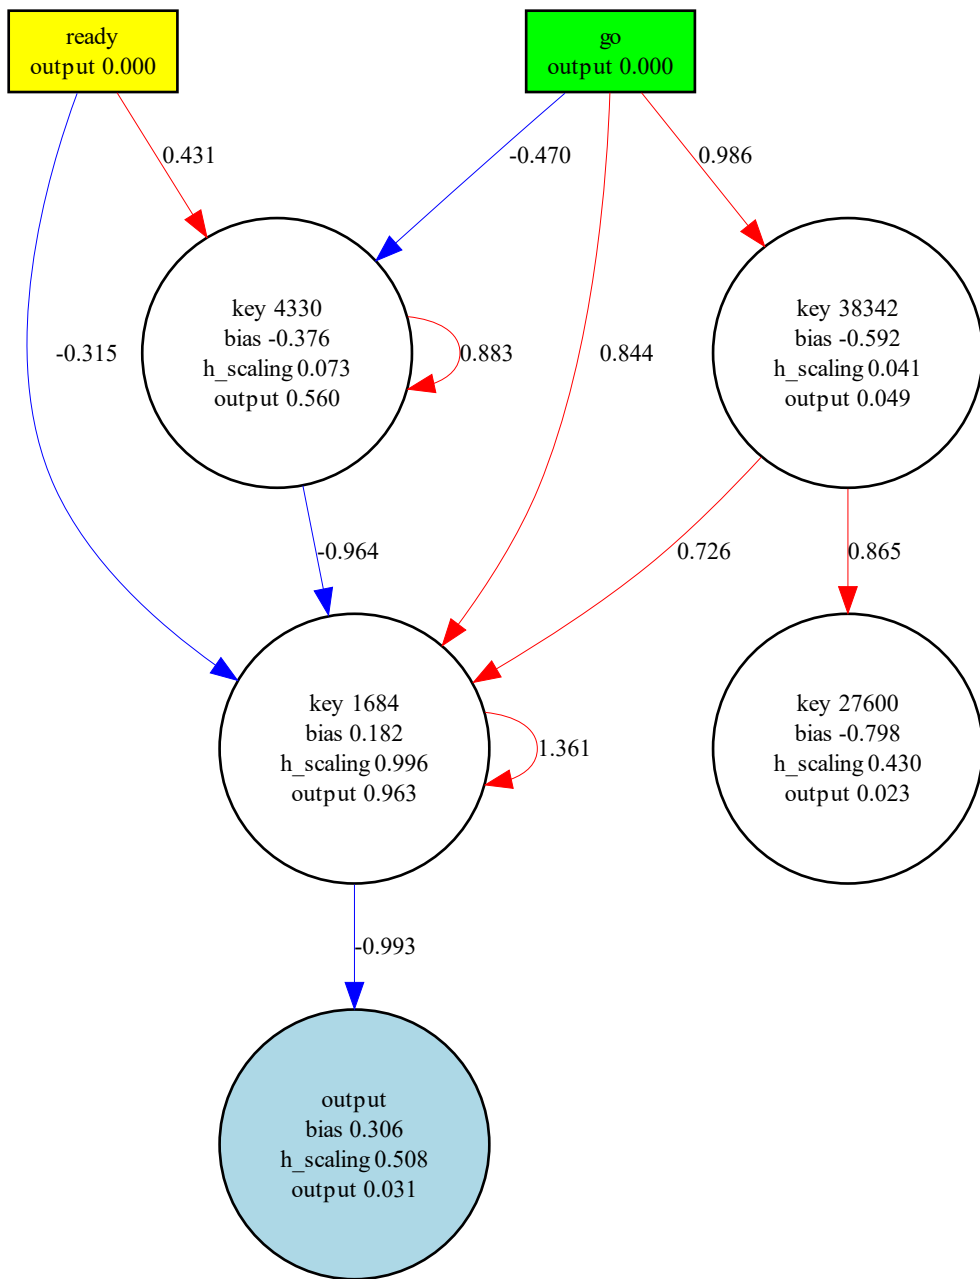 ready
output 0.000
go
output 0.000
0.431
-0.470
0.986
key 4330
bias -0.376
h_scaling 0.073
output 0.560
key 38342
bias -0.592
h_scaling 0.041
output 0.049
-0.315
0.883
0.844
-0.964
0.726
0.865
key 1684
bias 0.182
h_scaling 0.996
output 0.963
1.361
key 27600
bias -0.798
h_scaling 0.430
output 0.023
-0.993
output
bias 0.306
h_scaling 0.508
output 0.031